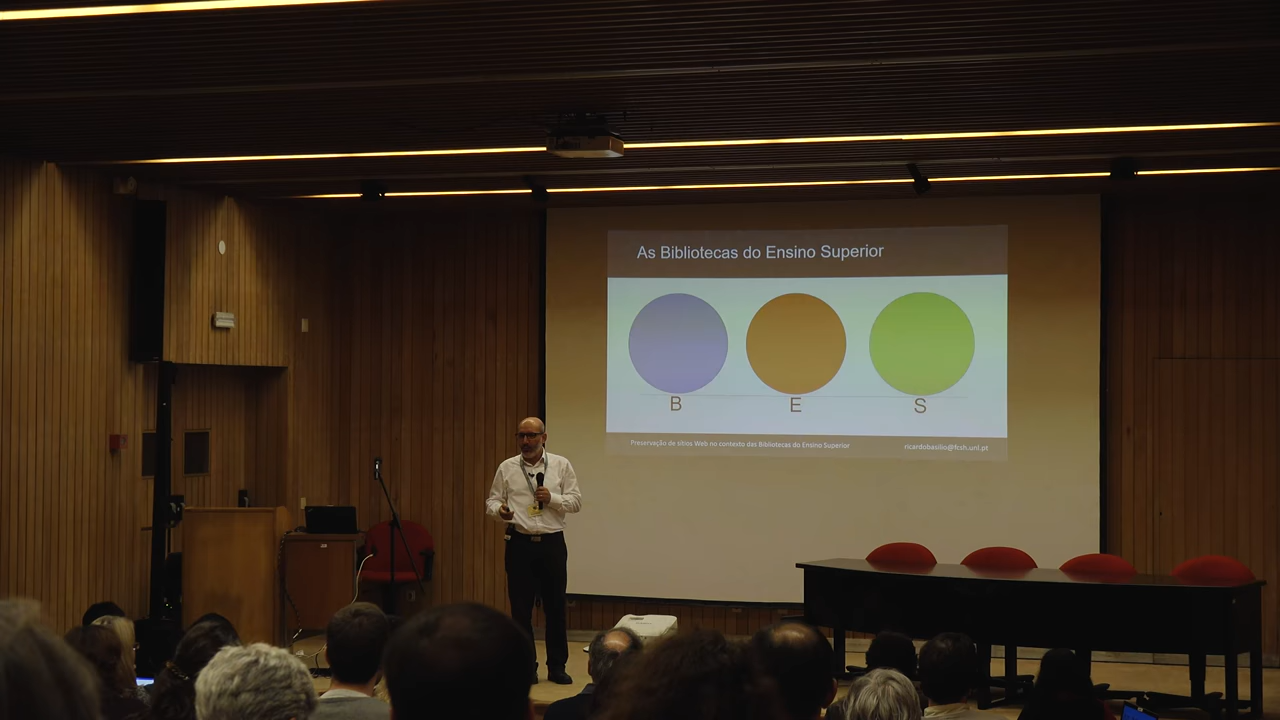 As Bibliotecas do Ensino Superior
B E S
Preservação de sítios Web no contexto das Bibliotecas do Ensino Superior
ricardobasilio@fcsh.unl.pt